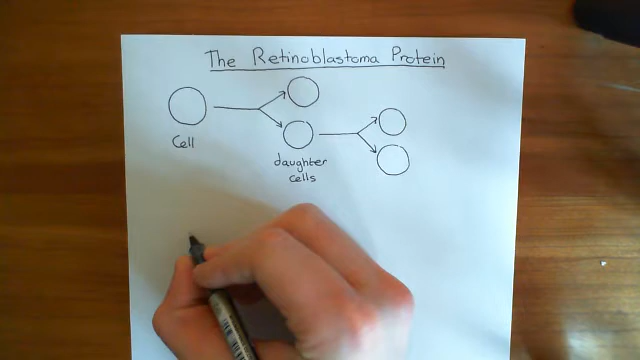 The Retinoblastoma Protein
Cell
daughter
cells